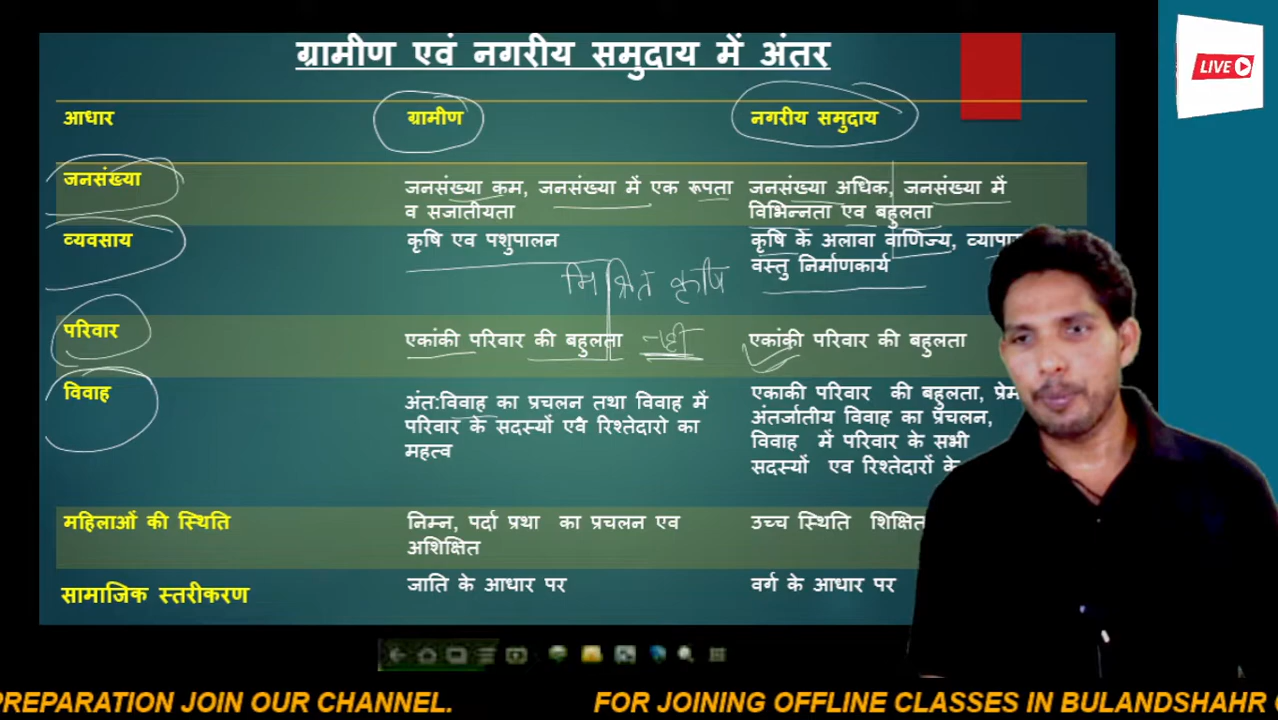 ग्रामीण एवं नगरीय समुदाय में अंतर
LIVE
आधार
ग्रामीण
नगरीय समुदाय
जनसंख्या
जनसंख्या कम, जनसंख्या में एक रूपता
व सजातीयता
जनसंख्या अधिक, जनसंख्या में
विभिन्नता एव बहुलता
व्यवसाय
कृषि एव पशुपालन
कृषि के अलावा वाणिज्य, व्यापा
वस्तु निर्माणकार्य
मिश्रित कृषि
परिवार
एकांकी परिवार की बहुलता
नही
एकांकी परिवार की बहुलता
विवाह
अंत:विवाह का प्रचलन तथा विवाह में
परिवार के सदस्यों एवं रिश्तेदारो का
महत्व
एकाकी परिवार की बहुलता, प्रेम
अंतर्जातीय विवाह का प्रचलन,
विवाह में परिवार के सभी
सदस्यों एव रिश्तेदारों के
महिलाओं की स्थिति
निम्न, पर्दा प्रथा का प्रचलन एव
अशिक्षित
उच्च स्थिति शिक्षित
सामाजिक स्तरीकरण
जाति के आधार पर
वर्ग के आधार पर
PREPARATION JOIN OUR CHANNEL. FOR JOINING OFFLINE CLASSES IN BULANDSHAHR